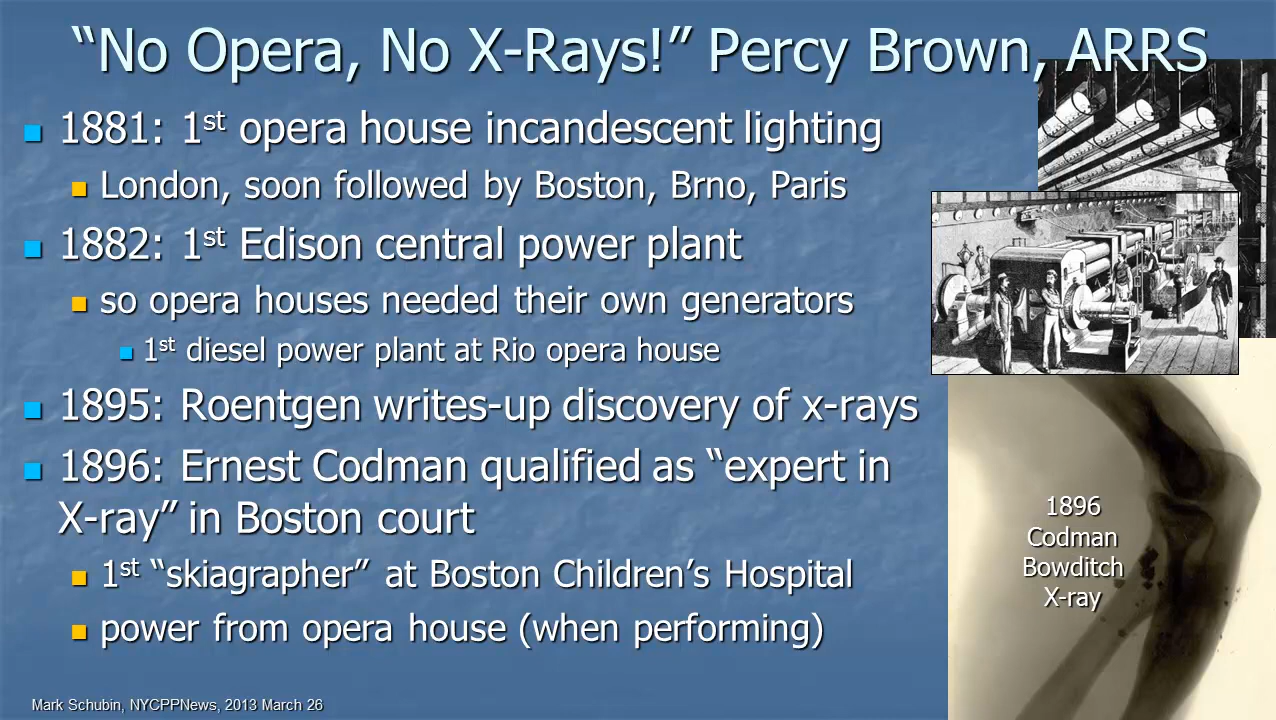 “No Opera, No X-Rays!” Percy Brown, ARRS
1881: 1st opera house incandescent lighting
London, soon followed by Boston, Brno, Paris
1882: 1st Edison central power plant
so opera houses needed their own generators
1st diesel power plant at Rio opera house
1895: Roentgen writes-up discovery of x-rays
1896: Ernest Codman qualified as “expert in
X-ray” in Boston court
1st “skiagrapher” at Boston Children’s Hospital
power from opera house (when performing)
1896
Codman
Bowditch
X-ray
Mark Schubin, NYCPPNews, 2013 March 26